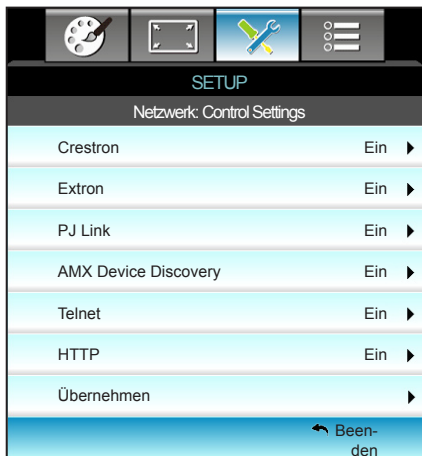 SETUP
Netzwerk: Control Settings
Crestron Ein
Extron Ein
PJ Link Ein
AMX Device Discovery Ein
Telnet Ein
HTTP Ein
Übernehmen
Been-
den